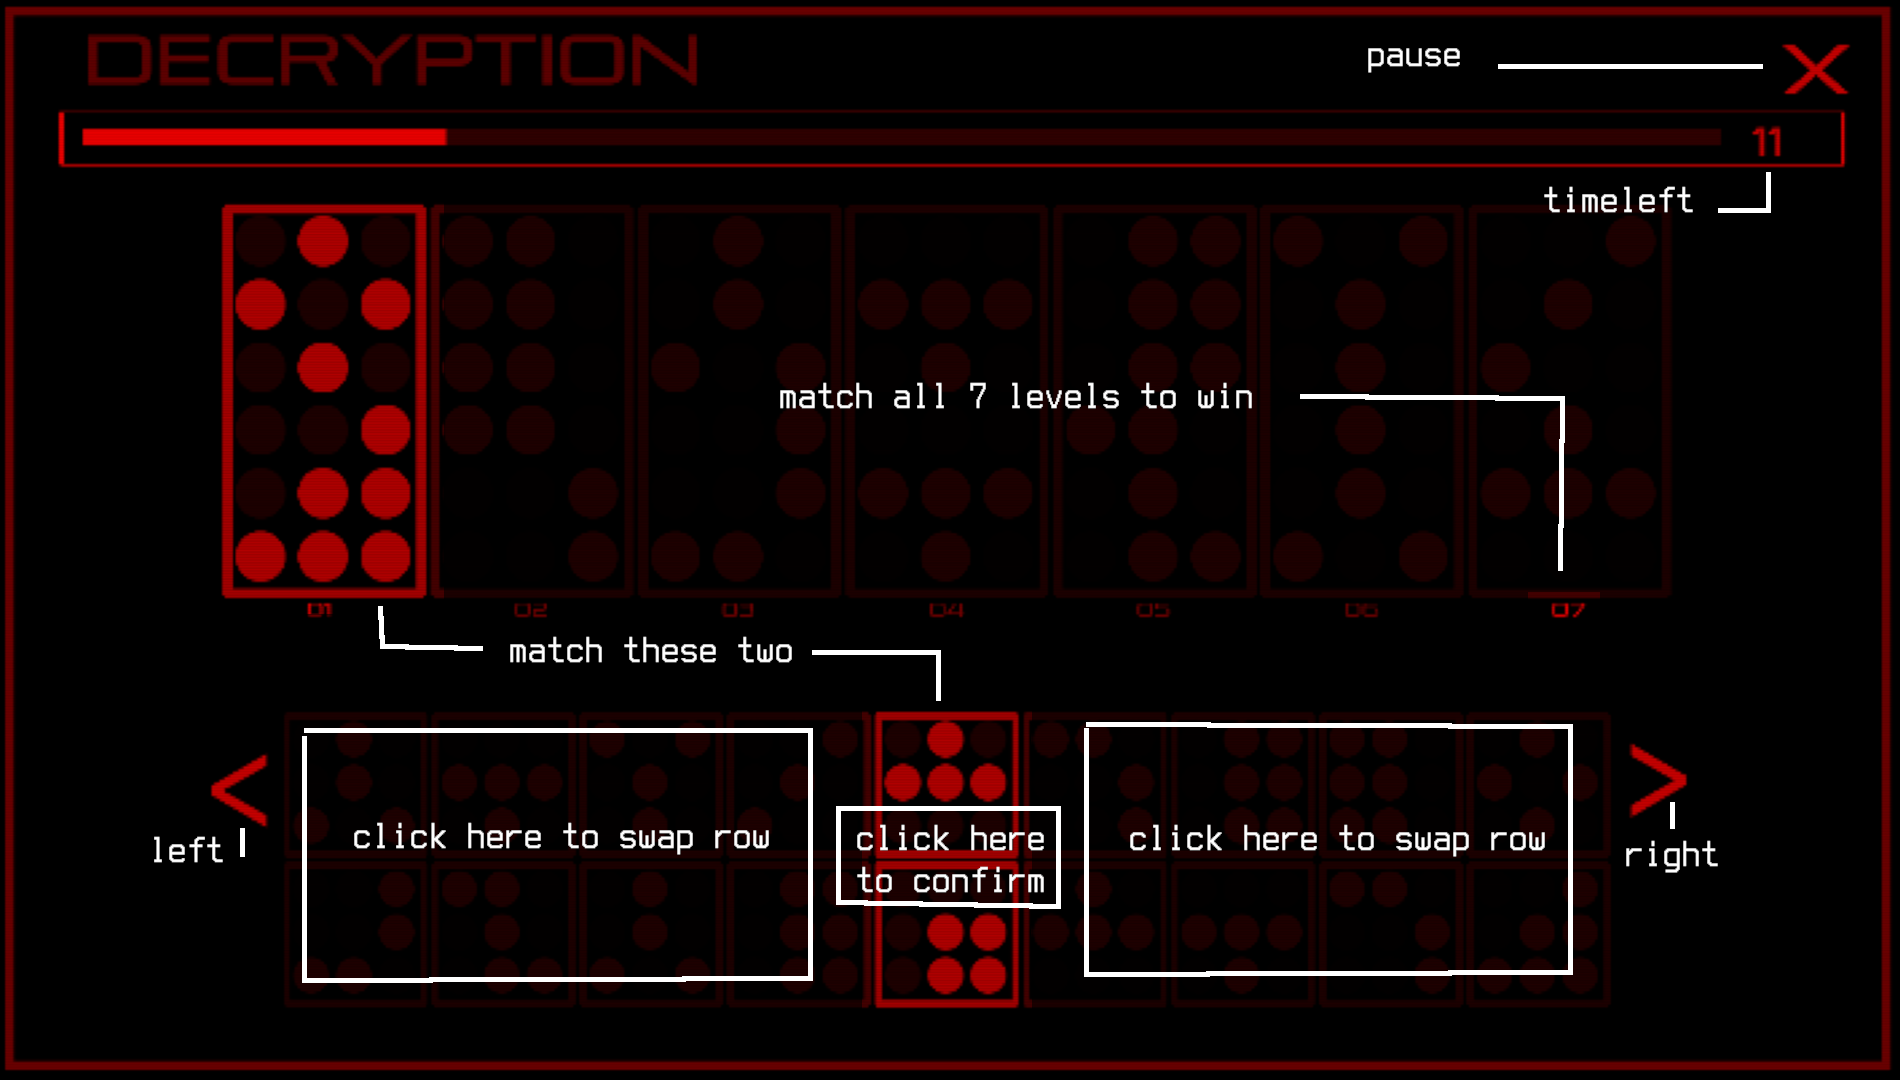 DECRYPTION
pause
11
timeleft
match all 7 levels to win
01 02 03 04 05 06 07
match these two
click here to swap row
click here
to confirm
click here to swap row
left
right